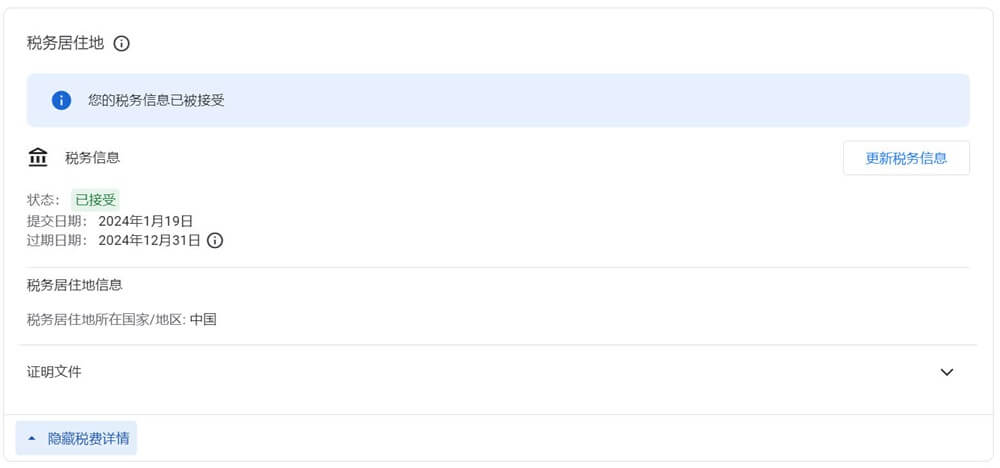 税务居住地
您的税务信息已被接受
税务信息
更新税务信息
状态： 已接受
提交日期： 2024年1月19日
过期日期： 2024年12月31日
税务居住地信息
税务居住地所在国家/地区: 中国
证明文件
隐藏税费详情